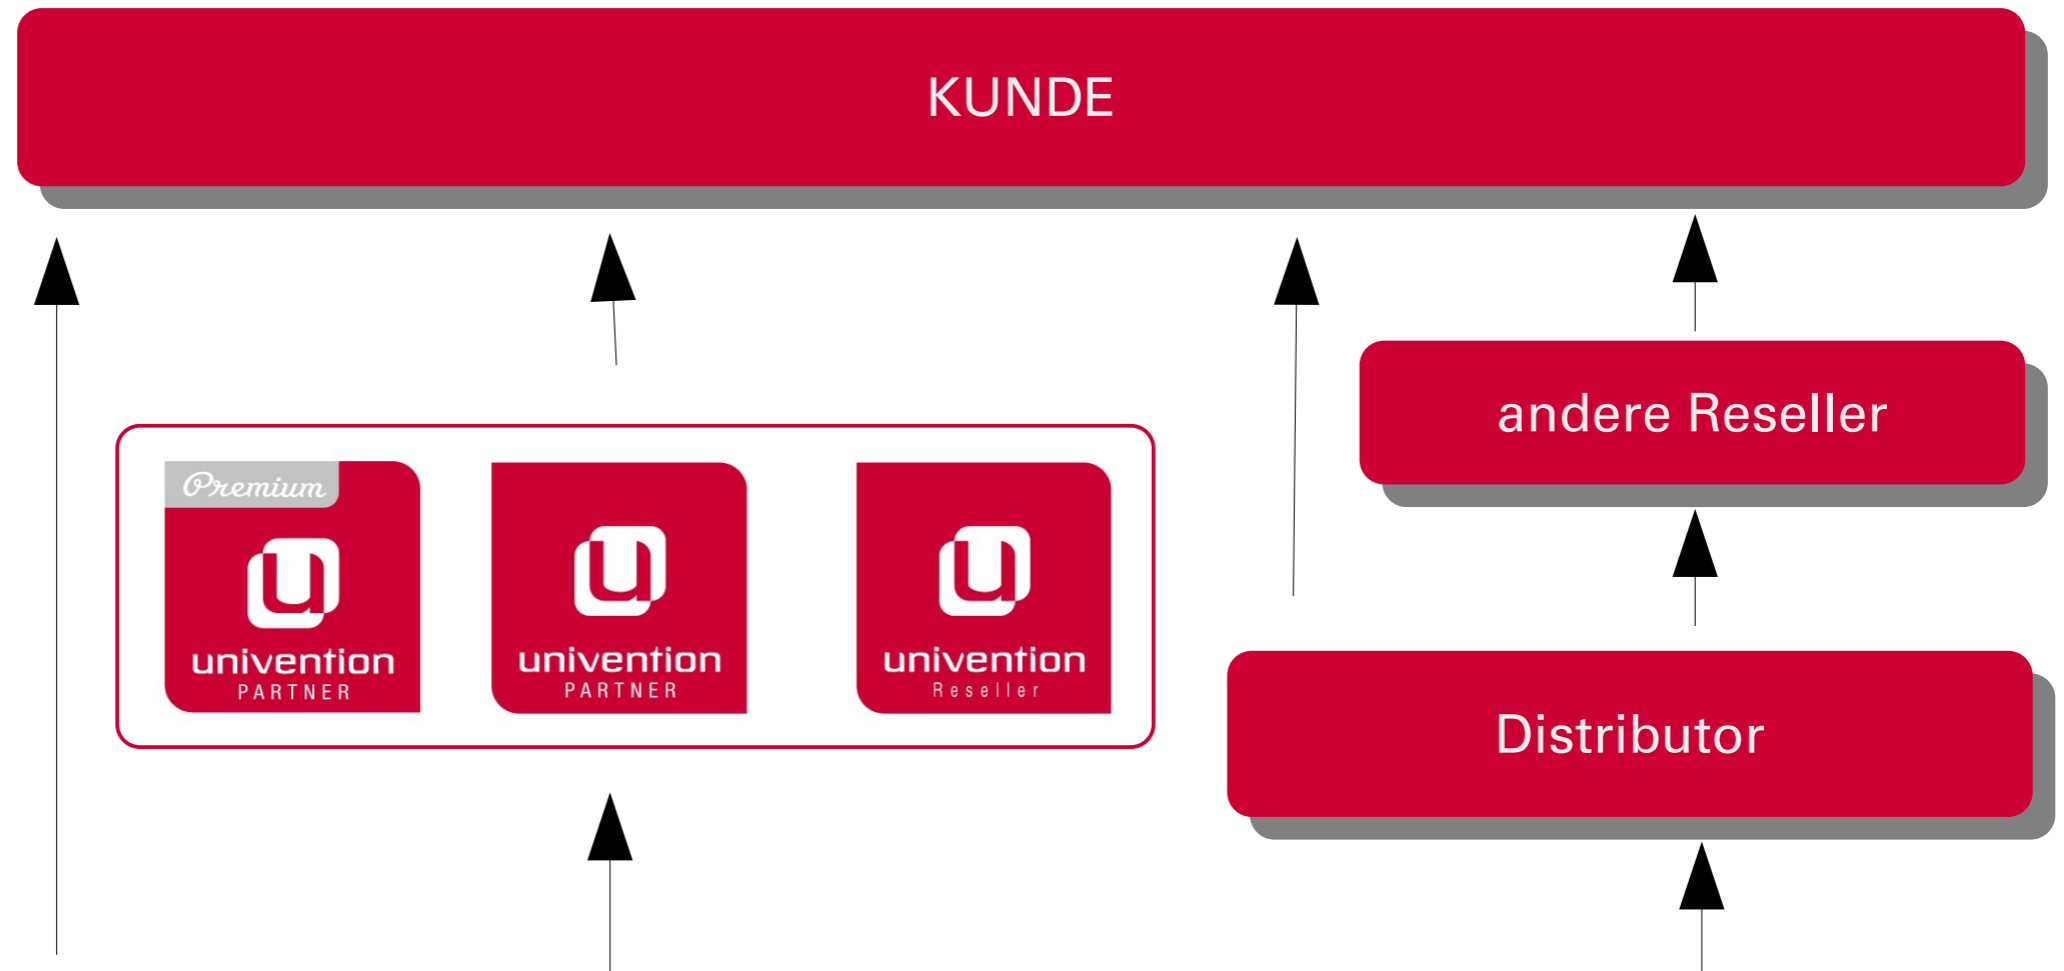 KUNDE
andere Reseller
Premium
univention
PARTNER
univention
PARTNER
univention
Reseller
Distributor